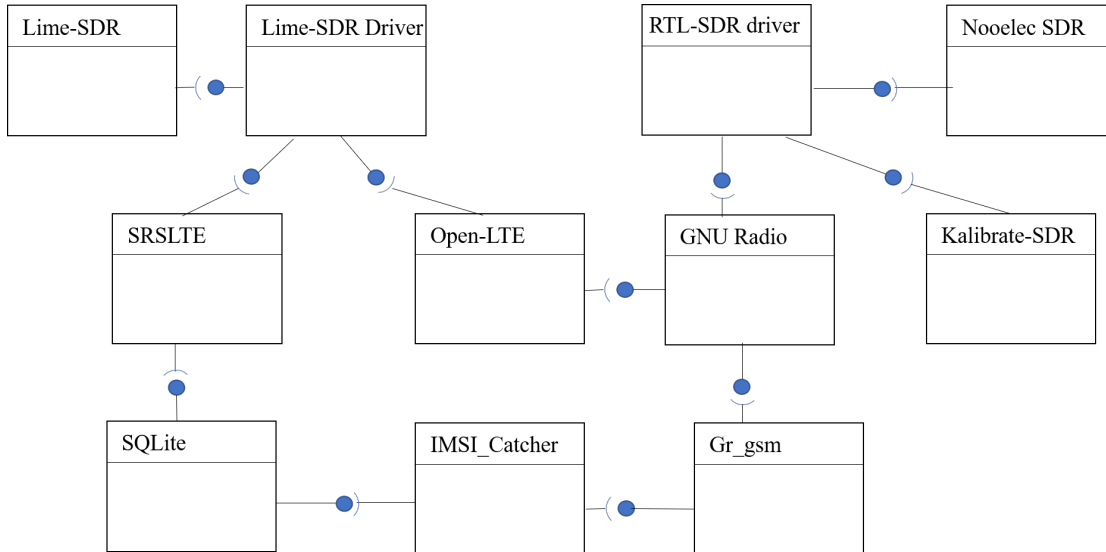 Lime-SDR
Lime-SDR Driver
RTL-SDR driver
Nooelec SDR
SRSLTE
Open-LTE
GNU Radio
Kalibrate-SDR
SQLite
IMSI_Catcher
Gr_gsm